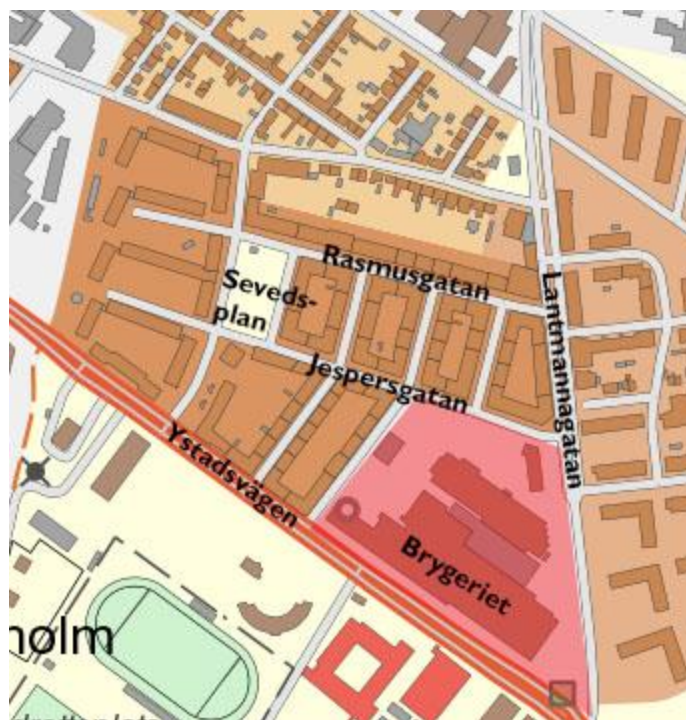 Rasmusgatan
Seveds-
plan
Lantmannagatan
Jespersgatan
Ystadsvägen
Brygeriet
holm